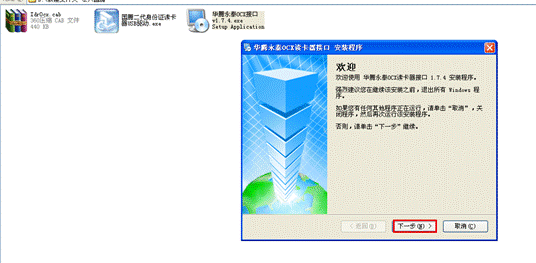 IdrOcx.cab
360压缩 CAB 文件
440 KB
国腾二代身份证读卡
器USB驱动.exe
华腾永泰OCX接口
v1.7.4.exe
Setup Application
华腾永泰OCX读卡器接口 安装程序
欢迎
欢迎使用 华腾永泰OCX读卡器接口 1.7.4 安装程序。
强烈建议您在继续该安装之前,退出所有 Windows 程
序。
如果您有任何其他程序正在运行,请单击“取消”,关
闭程序,然后再次运行该安装程序。
否则,请单击“下一步”继续。
< 返回(B)
下一步(N) >
取消(C)